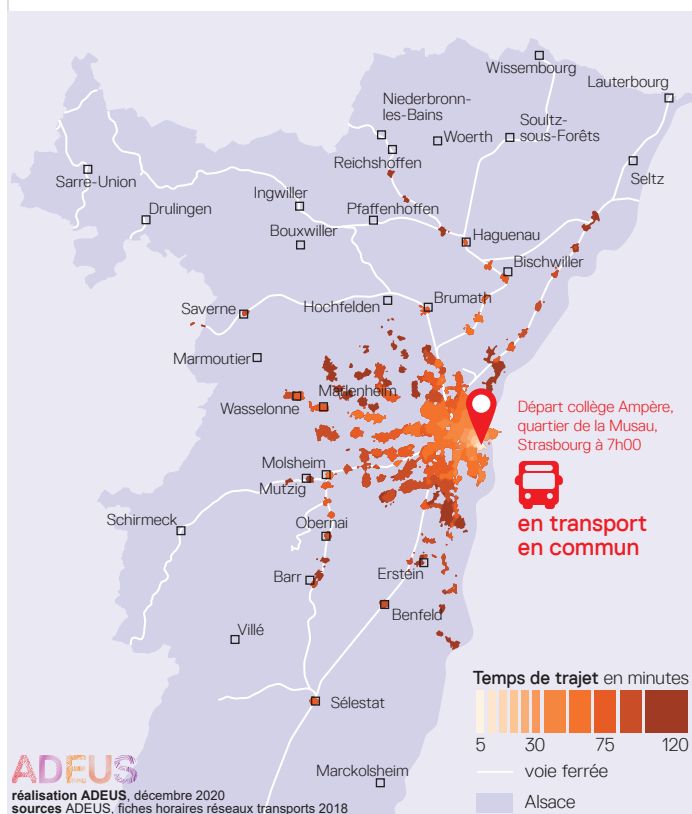 Wissembourg
Lauterbourg
Niederbronn-
les-Bains
Woerth
Soultz-
sous-Forêts
Reichshoffen
Seltz
Sarre-Union
Drulingen
Ingwiller
Pfaffenhoffen
Bouxwiller
Haguenau
Bischwiller
Saverne
Hochfelden
Brumath
Marmoutier
Marlenheim
Wasselonne
Départ collège Ampère,
quartier de la Musau,
Strasbourg à 7h00
en transport
en commun
Molsheim
Mutzig
Schirmeck
Obernai
Barr
Erstein
Benfeld
Villé
Sélestat
Marckolsheim
Temps de trajet en minutes
5 30 75 120
voie ferrée
Alsace
ADEUS
réalisation ADEUS, décembre 2020
sources ADEUS, fiches horaires réseaux transports 2018